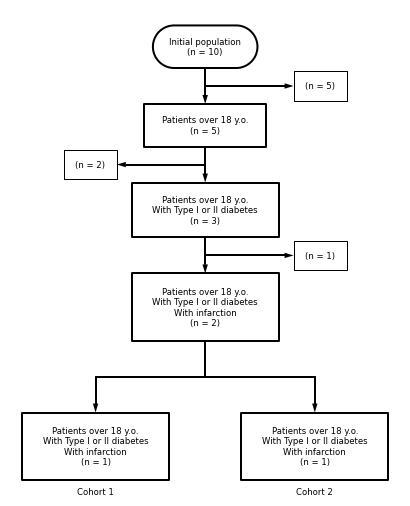 Initial population
(n = 10)
(n = 5)
Patients over 18 y.o.
(n = 5)
(n = 2)
Patients over 18 y.o.
With Type I or II diabetes
(n = 3)
(n = 1)
Patients over 18 y.o.
With Type I or II diabetes
With infarction
(n = 2)
Patients over 18 y.o.
With Type I or II diabetes
With infarction
(n = 1)
Cohort 1
Patients over 18 y.o.
With Type I or II diabetes
With infarction
(n = 1)
Cohort 2